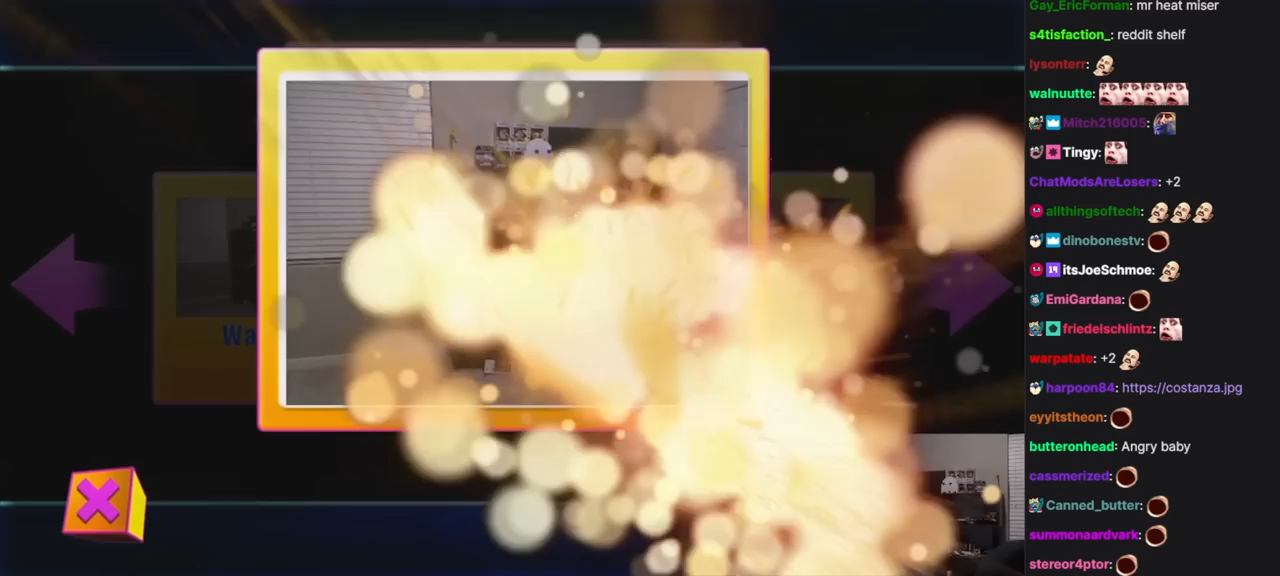 Wa
Gay_EricForman: mr heat miser
s4tisfaction_: reddit shelf
lysonterr:
walnuutte:
Mitch216005:
Tingy:
ChatModsAreLosers: +2
allthingsoftech:
dinobonestv:
itsJoeSchmoe:
EmiGardana:
friedelschlintz:
warpatato: +2
harpoon84: https://costanza.jpg
eyyitstheon:
butteronhead: Angry baby
cassmerized:
Canned_butter:
summonaardvark:
stereor4ptor: